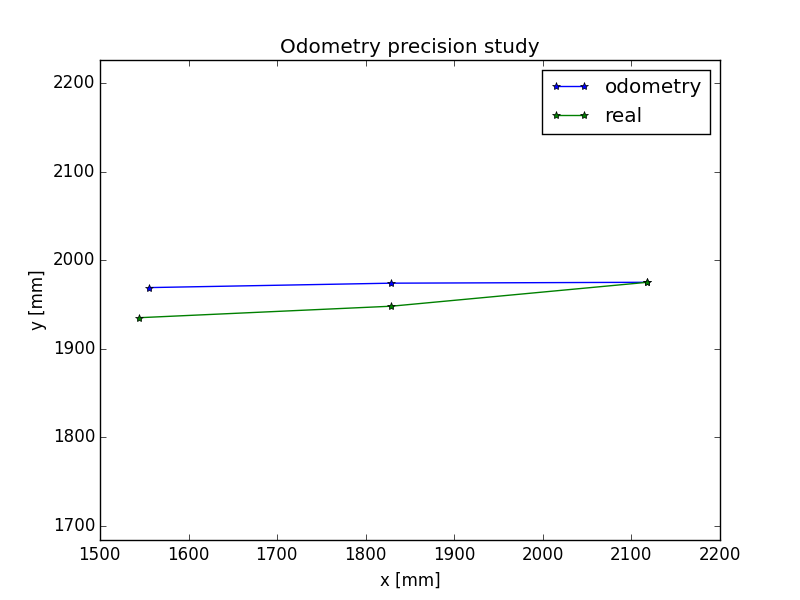 Odometry precision study
odometry
real
2200
2100
2000
1900
1800
1700
y [mm]
1500 1600 1700 1800 1900 2000 2100 2200
x [mm]